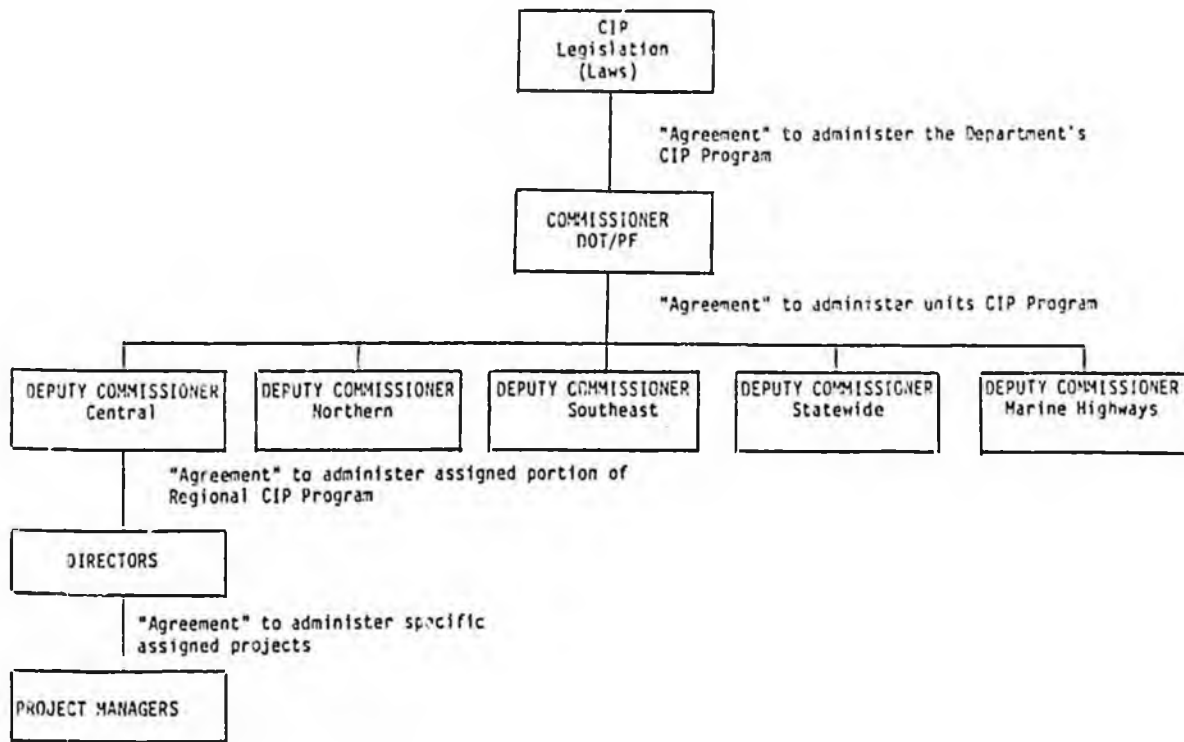 CIP
Legislation
(Laws)
"Agreement" to administer the Department's
CIP Program
COMMISSIONER
DOT/PF
"Agreement" to administer units CIP Program
DEPUTY COMMISSIONER
Central
DEPUTY COMMISSIONER
Northern
DEPUTY COMMISSIONER
Southeast
DEPUTY COMMISSIONER
Statewide
DEPUTY COMMISSIONER
Marine Highways
"Agreement" to administer assigned portion of
Regional CIP Program
DIRECTORS
"Agreement" to administer specific
assigned projects
PROJECT MANAGERS